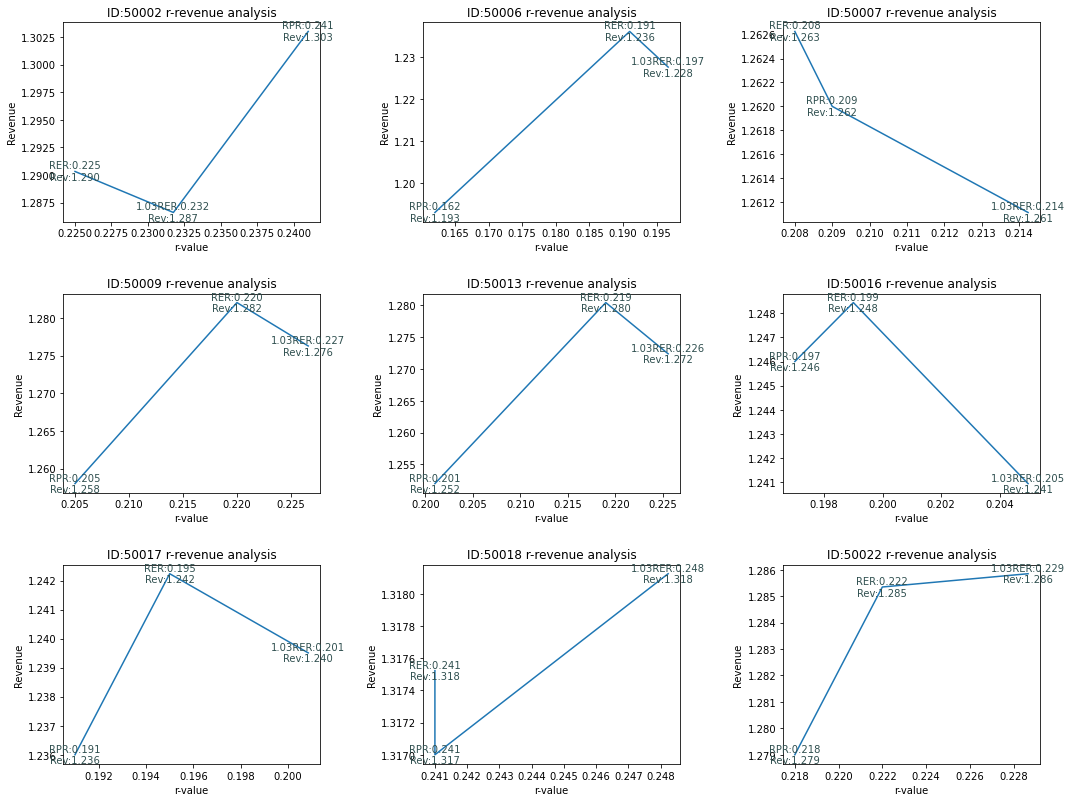 ID:50002 r-revenue analysis
RPR:0.241
Rev:1.303
RER:0.225
Rev:1.290
1.03RER:0.232
Rev:1.287
1.3025
1.3000
1.2975
1.2950
1.2925
1.2900
1.2875
Revenue
0.2250
0.2275
0.2300
0.2325
0.2350
0.2375
0.2400
r-value
ID:50006 r-revenue analysis
RER:0.191
Rev:1.236
1.03RER:0.197
Rev:1.228
RPR:0.162
Rev:1.193
1.23
1.22
1.21
1.20
Revenue
0.165
0.170
0.175
0.180
0.185
0.190
0.195
r-value
ID:50007 r-revenue analysis
RER:0.208
Rev:1.263
RPR:0.209
Rev:1.262
1.03RER:0.214
Rev:1.261
1.2626
1.2624
1.2622
1.2620
1.2618
1.2616
1.2614
1.2612
Revenue
0.208
0.209
0.210
0.211
0.212
0.213
0.214
r-value
ID:50009 r-revenue analysis
RER:0.220
Rev:1.282
1.03RER:0.227
Rev:1.276
RPR:0.205
Rev:1.258
1.280
1.275
1.270
1.265
1.260
Revenue
0.205
0.210
0.215
0.220
0.225
r-value
ID:50013 r-revenue analysis
RER:0.219
Rev:1.280
1.03RER:0.226
Rev:1.272
RPR:0.201
Rev:1.252
1.280
1.275
1.270
1.265
1.260
1.255
Revenue
0.200
0.205
0.210
0.215
0.220
0.225
r-value
ID:50016 r-revenue analysis
RER:0.199
Rev:1.248
RPR:0.197
Rev:1.246
1.03RER:0.205
Rev:1.241
1.248
1.247
1.246
1.245
1.244
1.243
1.242
1.241
Revenue
0.198
0.200
0.202
0.204
r-value
ID:50017 r-revenue analysis
RER:0.195
Rev:1.242
1.03RER:0.201
Rev:1.240
RPR:0.191
Rev:1.236
1.242
1.241
1.240
1.239
1.238
1.237
1.236
Revenue
0.192
0.194
0.196
0.198
0.200
r-value
ID:50018 r-revenue analysis
1.03RER:0.248
Rev:1.318
RER:0.241
Rev:1.318
RPR:0.241
Rev:1.317
1.3180
1.3178
1.3176
1.3174
1.3172
1.3170
Revenue
0.241
0.242
0.243
0.244
0.245
0.246
0.247
0.248
r-value
ID:50022 r-revenue analysis
1.03RER:0.229
Rev:1.286
RER:0.222
Rev:1.285
RPR:0.218
Rev:1.279
1.286
1.285
1.284
1.283
1.282
1.281
1.280
1.279
Revenue
0.218
0.220
0.222
0.224
0.226
0.228
r-value